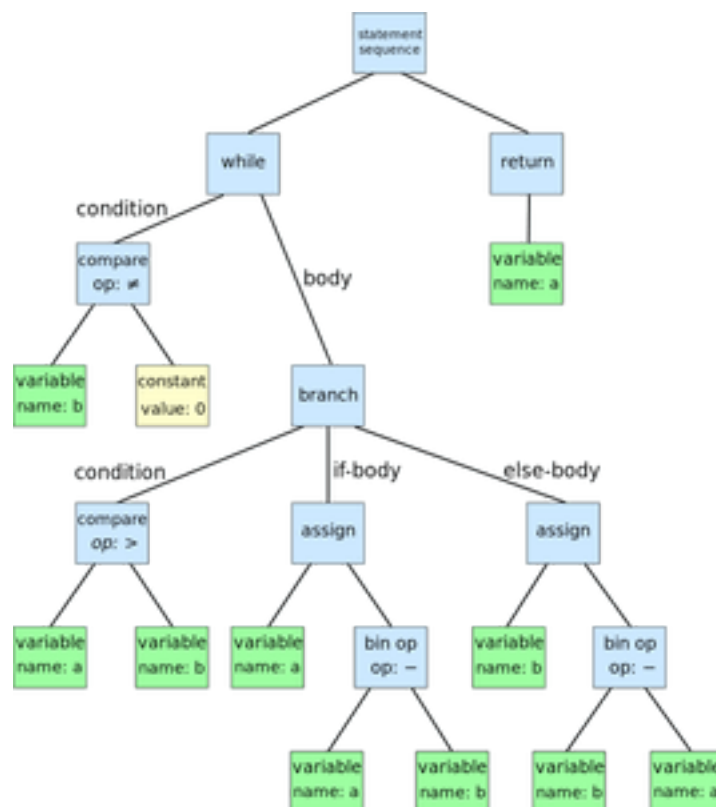 statement
sequence
while
return
condition
compare
op: ≠
body
variable
name: a
variable
name: b
constant
value: 0
branch
condition
if-body
else-body
compare
op: >
assign
assign
variable
name: a
variable
name: b
variable
name: a
bin op
op: −
variable
name: b
bin op
op: −
variable
name: a
variable
name: b
variable
name: b
variable
name: a